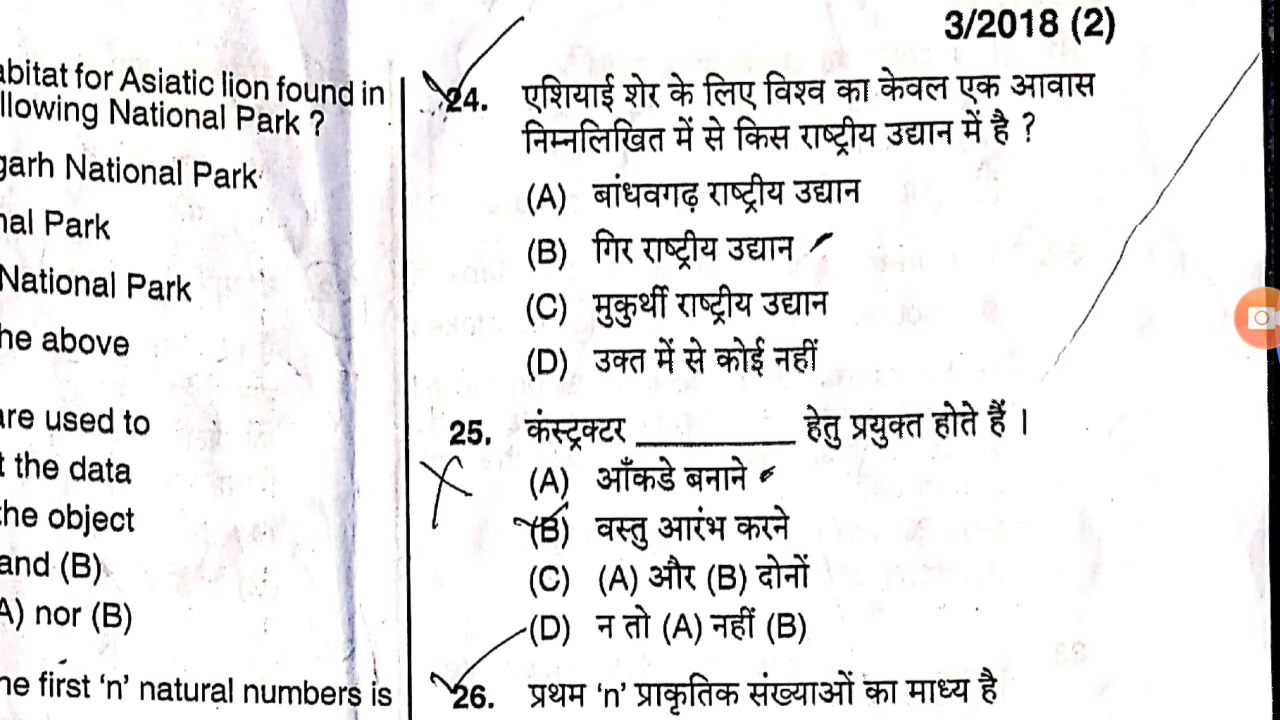 3/2018 (2)
abitat for Asiatic lion found in
llowing National Park ?
garh National Park
nal Park
National Park
he above
are used to
t the data
he object
and (B)
A) nor (B)
he first ‘n’ natural numbers is
24. एशियाई शेर के लिए विश्व का केवल एक आवास
निम्नलिखित में से किस राष्ट्रीय उद्यान में है ?
(A) बांधवगढ़ राष्ट्रीय उद्यान
(B) गिर राष्ट्रीय उद्यान
(C) मुकुर्थी राष्ट्रीय उद्यान
(D) उक्त में से कोई नहीं
25. कंस्ट्रक्टर __________ हेतु प्रयुक्त होते हैं ।
(A) आँकडे बनाने
(B) वस्तु आरंभ करने
(C) (A) और (B) दोनों
(D) न तो (A) नहीं (B)
26. प्रथम ‘n’ प्राकृतिक संख्याओं का माध्य है